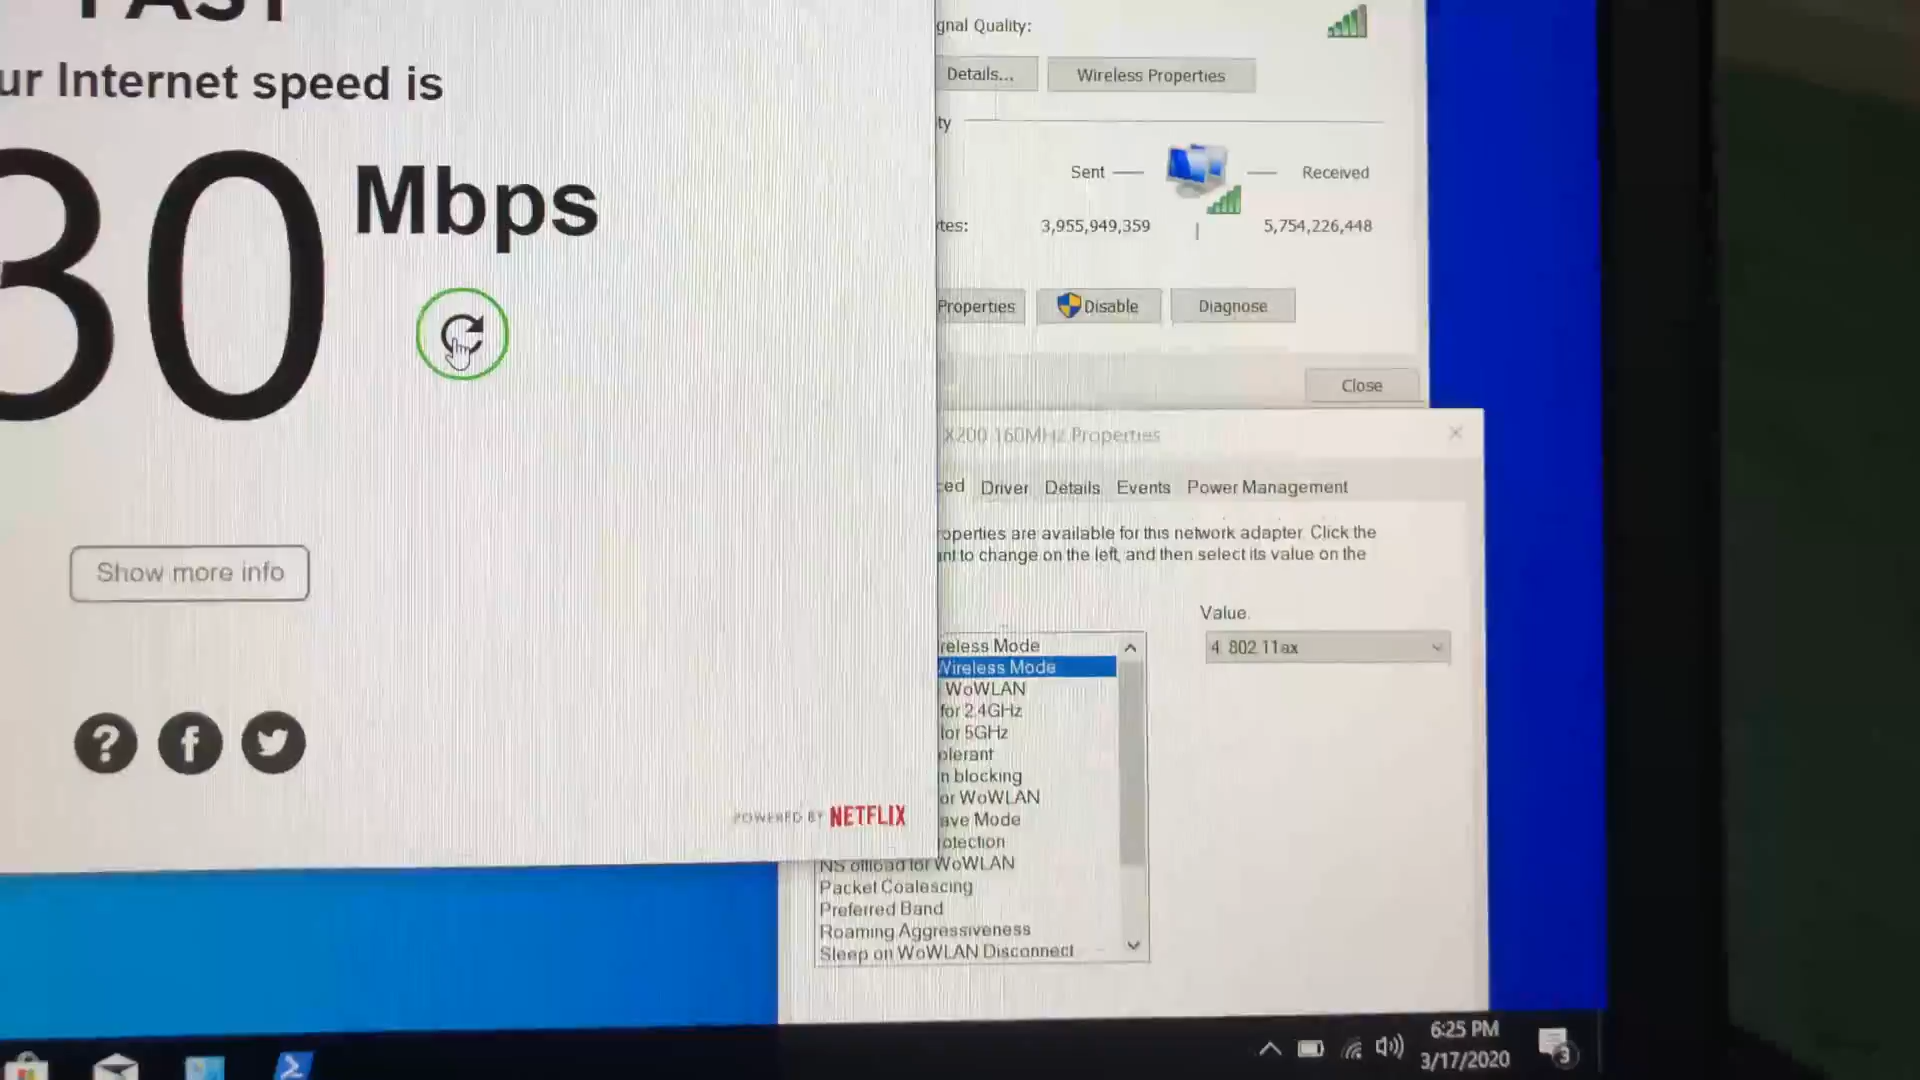 FAST
ur Internet speed is
30 Mbps
Show more info
POWERED BY NETFLIX
gnal Quality:
Details...
Wireless Properties
ty
Sent
Received
tes:
3,955,949,359
5,754,226,448
Properties
Disable
Diagnose
Close
X200 160MHz Properties
ced
Driver
Details
Events
Power Management
operties are available for this network adapter. Click the
nt to change on the left, and then select its value on the
Value:
4. 802.11ax
reless Mode
Wireless Mode
WoWLAN
for 2.4GHz
for 5GHz
olerant
n blocking
or WoWLAN
ave Mode
otection
NS offload for WoWLAN
Packet Coalescing
Preferred Band
Roaming Aggressiveness
Sleep on WoWLAN Disconnect
6:25 PM
3/17/2020
3